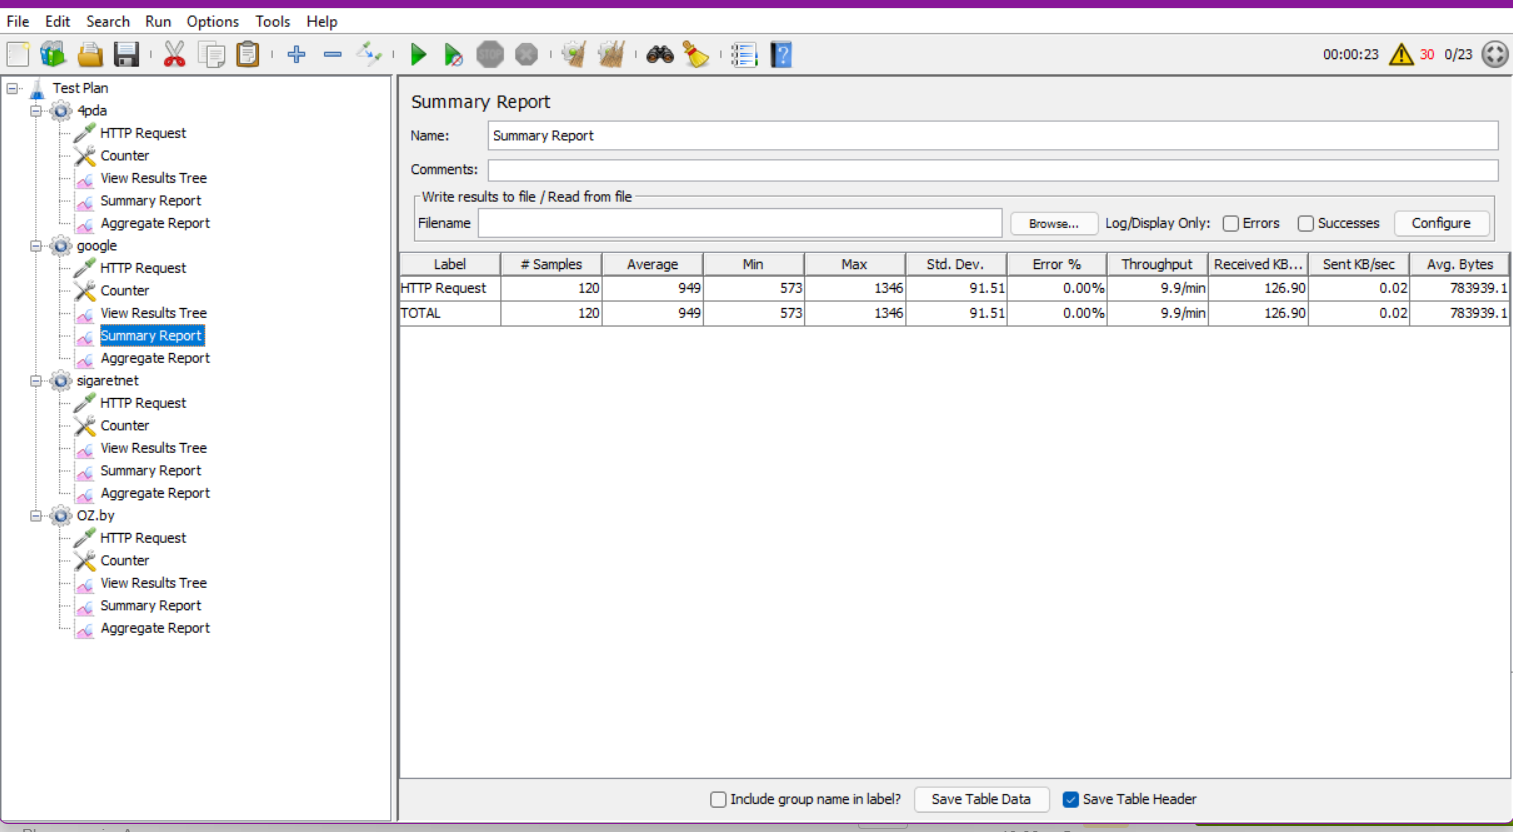 File Edit Search Run Options Tools Help
STOP 00:00:23 30 0/23
Test Plan
4pda
HTTP Request
Counter
View Results Tree
Summary Report
Aggregate Report
google
HTTP Request
Counter
View Results Tree
Summary Report
Aggregate Report
sigaretnet
HTTP Request
Counter
View Results Tree
Summary Report
Aggregate Report
OZ.by
HTTP Request
Counter
View Results Tree
Summary Report
Aggregate Report
Summary Report
Name: Summary Report
Comments:
Write results to file / Read from file
Filename Browse... Log/Display Only: Errors Successes Configure
Label # Samples Average Min Max Std. Dev. Error % Throughput Received KB... Sent KB/sec Avg. Bytes
HTTP Request 120 949 573 1346 91.51 0.00% 9.9/min 126.90 0.02 783939.1
TOTAL 120 949 573 1346 91.51 0.00% 9.9/min 126.90 0.02 783939.1
Include group name in label? Save Table Data Save Table Header